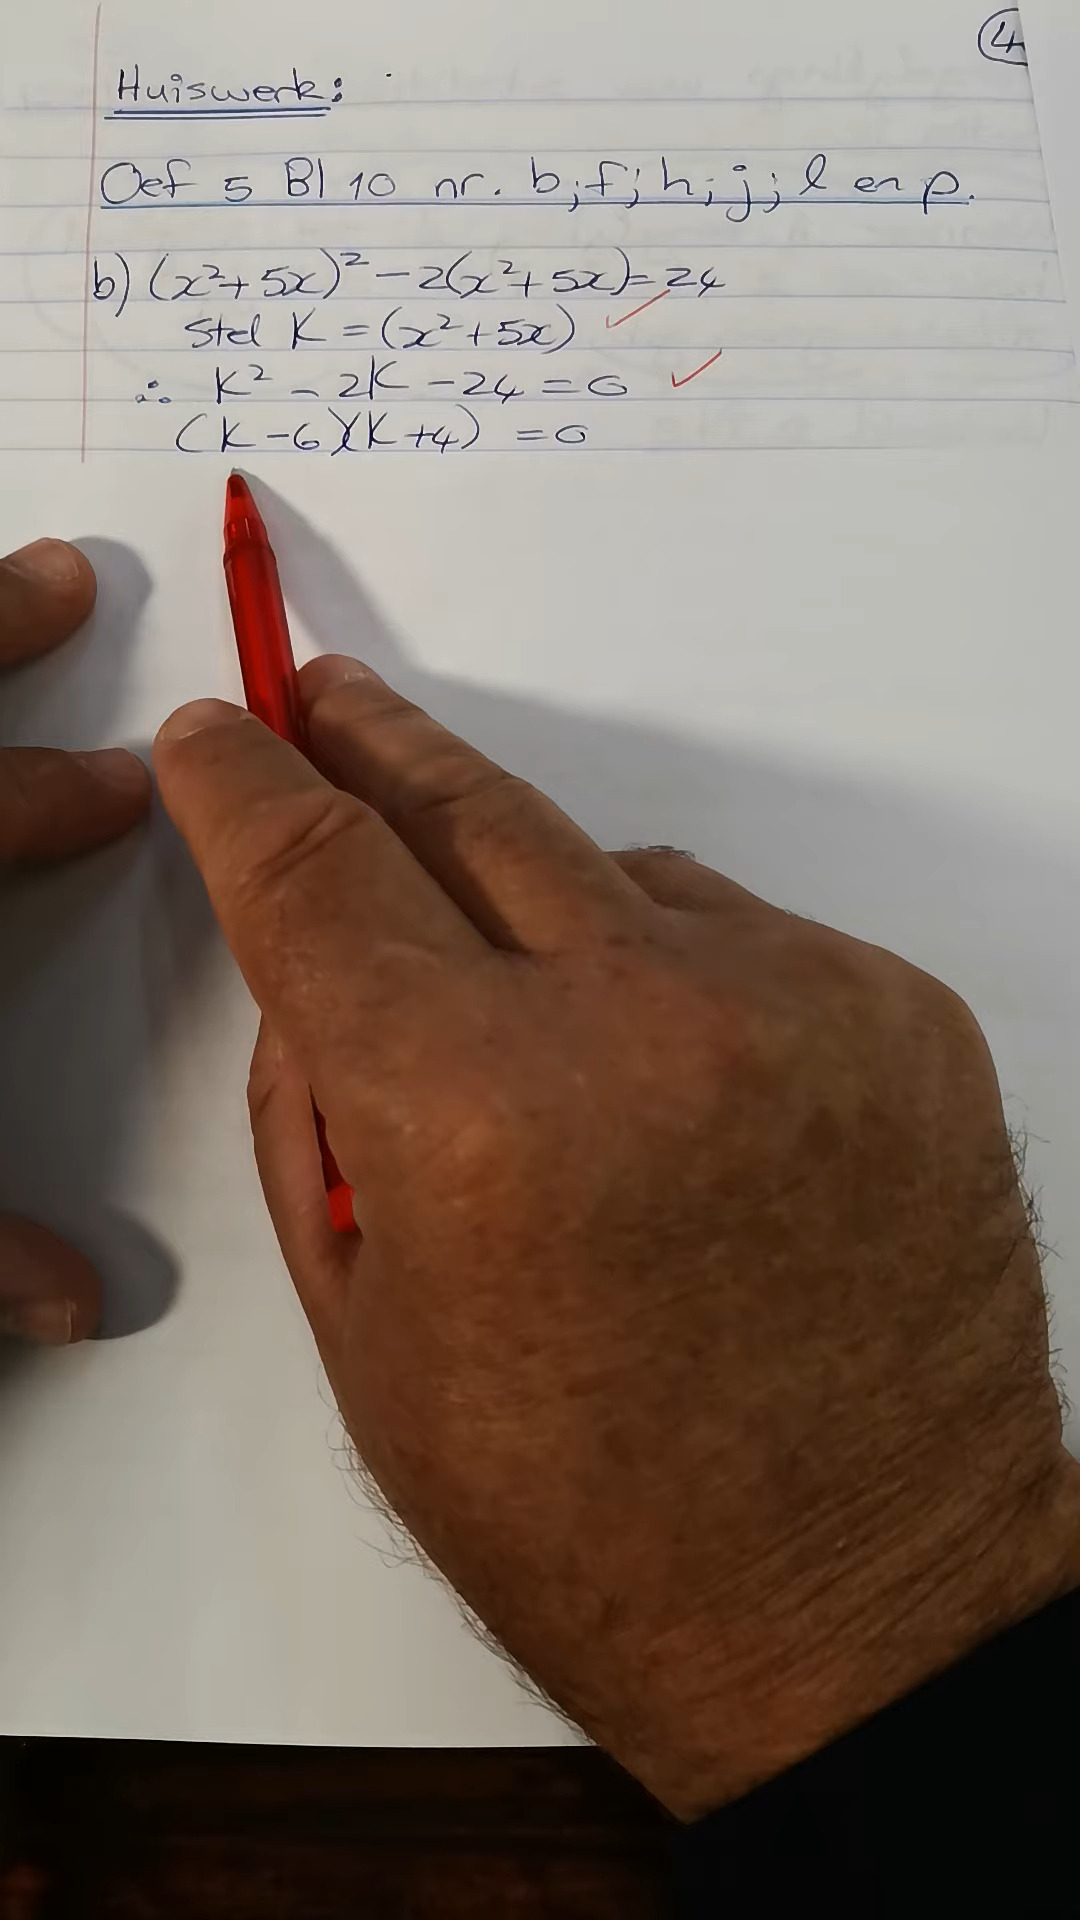 4
Huiswerk:
Oef 5 Bl 10 nr. b; f; h; j; l en p.
b) (x²+5x)² - 2(x²+5x) = 24
Stel K = (x²+5x)
∴ K² - 2K - 24 = 0
(K-6)(K+4) = 0